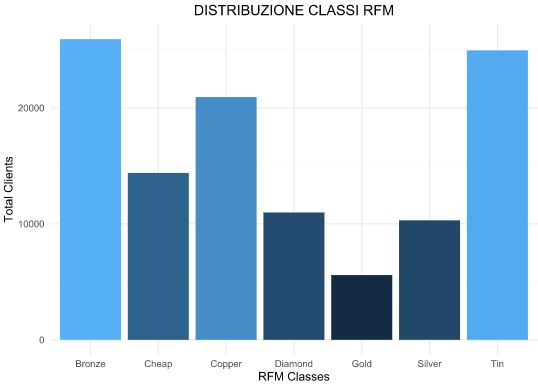 DISTRIBUZIONE CLASSI RFM
Total Clients
20000
10000
0
Bronze Cheap Copper Diamond Gold Silver Tin
RFM Classes